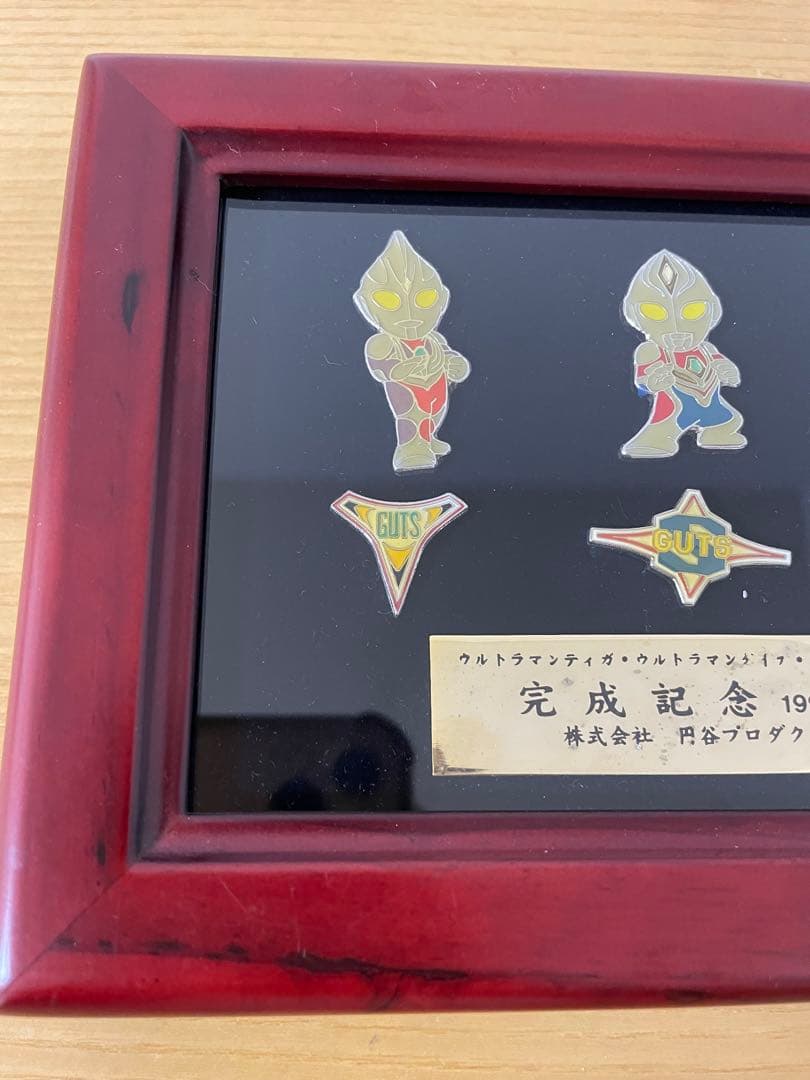 GUTS
GUTS
ウルトラマンティガ・ウルトラマンダイナ・
完成記念 199
株式会社 円谷プロダク